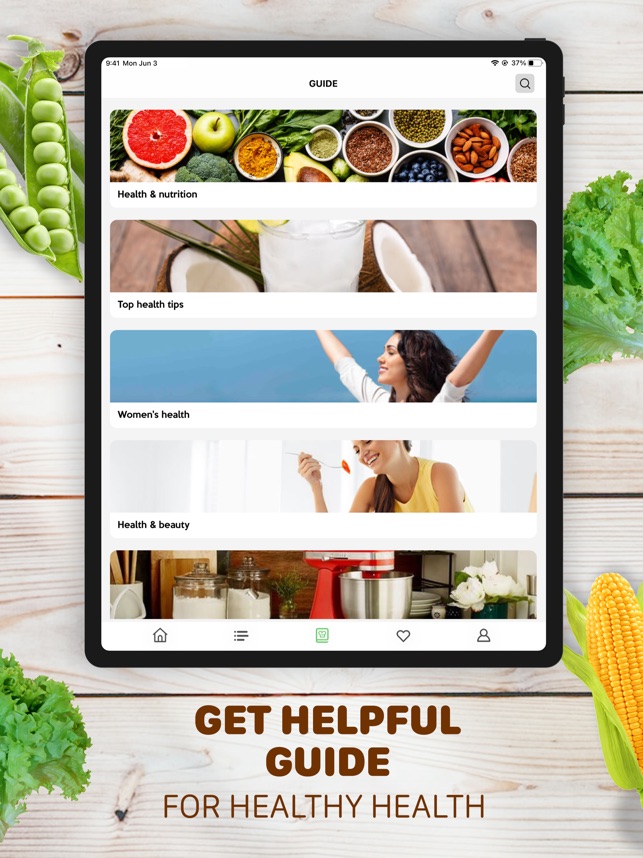 9:41 Mon Jun 3
37%
GUIDE
Health & nutrition
Top health tips
Women's health
Health & beauty
GET HELPFUL
GUIDE
FOR HEALTHY HEALTH